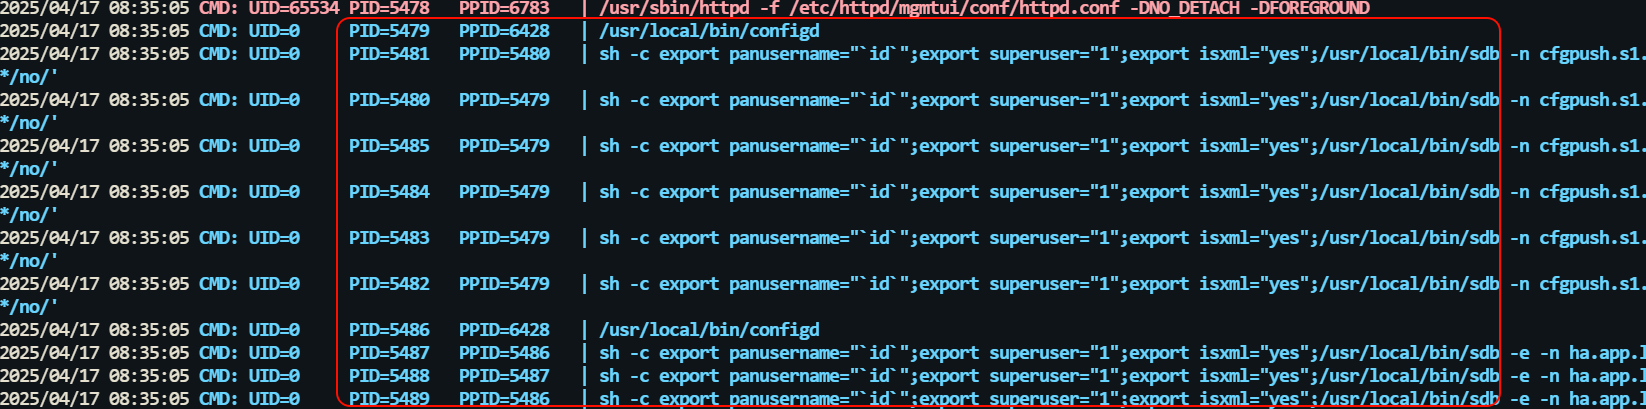 2025/04/17 08:35:05 CMD: UID=65534 PID=5478   PPID=6783   | /usr/sbin/httpd -f /etc/httpd/mgmtui/conf/httpd.conf -DNO_DETACH -DFOREGROUND
2025/04/17 08:35:05 CMD: UID=0     PID=5479   PPID=6428   | /usr/local/bin/configd
2025/04/17 08:35:05 CMD: UID=0     PID=5481   PPID=5480   | sh -c export panusername="`id`";export superuser="1";export isxml="yes";/usr/local/bin/sdb -n cfgpush.s1.
*/no/'
2025/04/17 08:35:05 CMD: UID=0     PID=5480   PPID=5479   | sh -c export panusername="`id`";export superuser="1";export isxml="yes";/usr/local/bin/sdb -n cfgpush.s1.
*/no/'
2025/04/17 08:35:05 CMD: UID=0     PID=5485   PPID=5479   | sh -c export panusername="`id`";export superuser="1";export isxml="yes";/usr/local/bin/sdb -n cfgpush.s1.
*/no/'
2025/04/17 08:35:05 CMD: UID=0     PID=5484   PPID=5479   | sh -c export panusername="`id`";export superuser="1";export isxml="yes";/usr/local/bin/sdb -n cfgpush.s1.
*/no/'
2025/04/17 08:35:05 CMD: UID=0     PID=5483   PPID=5479   | sh -c export panusername="`id`";export superuser="1";export isxml="yes";/usr/local/bin/sdb -n cfgpush.s1.
*/no/'
2025/04/17 08:35:05 CMD: UID=0     PID=5482   PPID=5479   | sh -c export panusername="`id`";export superuser="1";export isxml="yes";/usr/local/bin/sdb -n cfgpush.s1.
*/no/'
2025/04/17 08:35:05 CMD: UID=0     PID=5486   PPID=6428   | /usr/local/bin/configd
2025/04/17 08:35:05 CMD: UID=0     PID=5487   PPID=5486   | sh -c export panusername="`id`";export superuser="1";export isxml="yes";/usr/local/bin/sdb -e -n ha.app.l
2025/04/17 08:35:05 CMD: UID=0     PID=5488   PPID=5487   | sh -c export panusername="`id`";export superuser="1";export isxml="yes";/usr/local/bin/sdb -e -n ha.app.l
2025/04/17 08:35:05 CMD: UID=0     PID=5489   PPID=5486   | sh -c export panusername="`id`";export superuser="1";export isxml="yes";/usr/local/bin/sdb -e -n ha.app.l